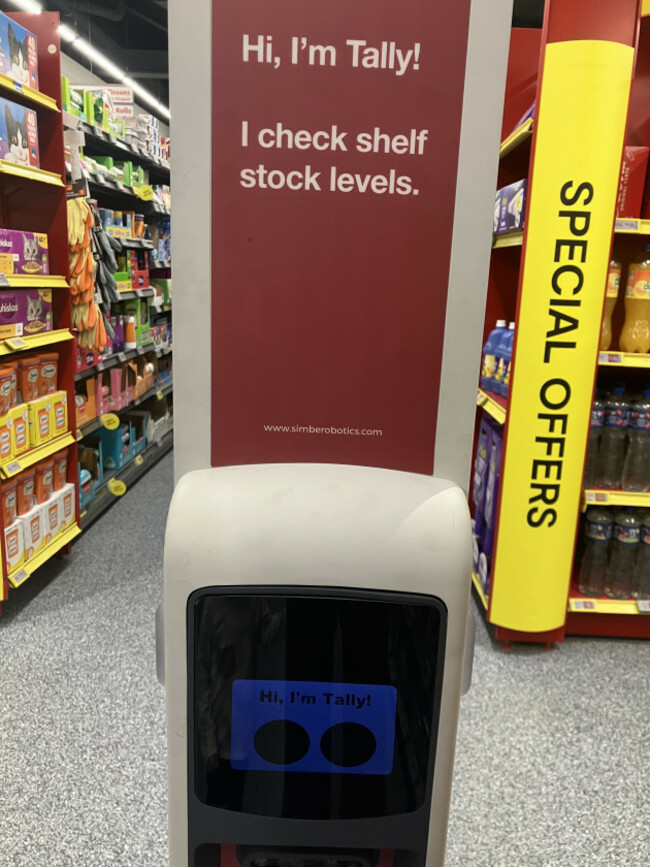 Hi, I'm Tally!
I check shelf
stock levels.
www.simberobotics.com
Hi, I'm Tally!
SPECIAL OFFERS